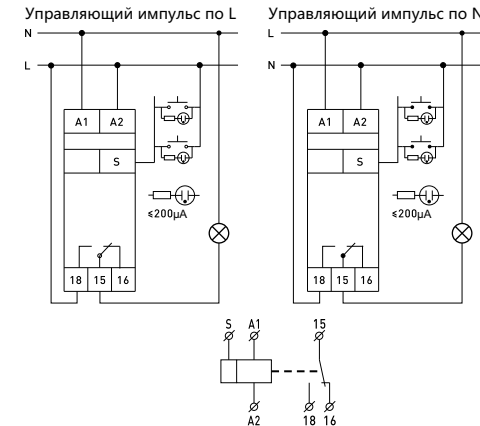 Управляющий импульс по L
Управляющий импульс по N
N
L
A1 A2
S
≤200μA
18 15 16
L
N
A1 A2
S
≤200μA
18 15 16
S A1 15
A2 18 16